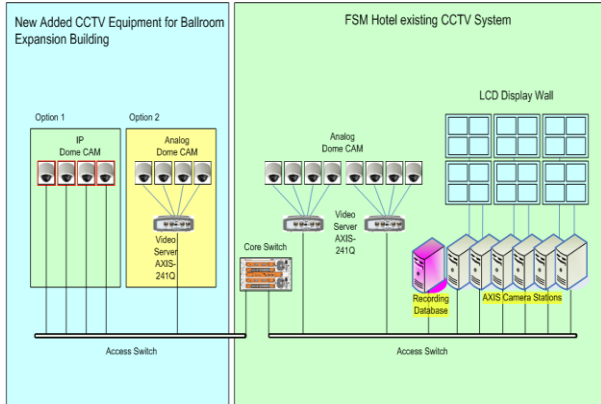 New Added CCTV Equipment for Ballroom
Expansion Building
FSM Hotel existing CCTV System
LCD Display Wall
Option 1
Option 2
IP
Dome CAM
Analog
Dome CAM
Analog
Dome CAM
Video
Server
AXIS-
241Q
Video
Server
AXIS-
241Q
Core Switch
Recording
Database
AXIS Camera Stations
Access Switch
Access Switch